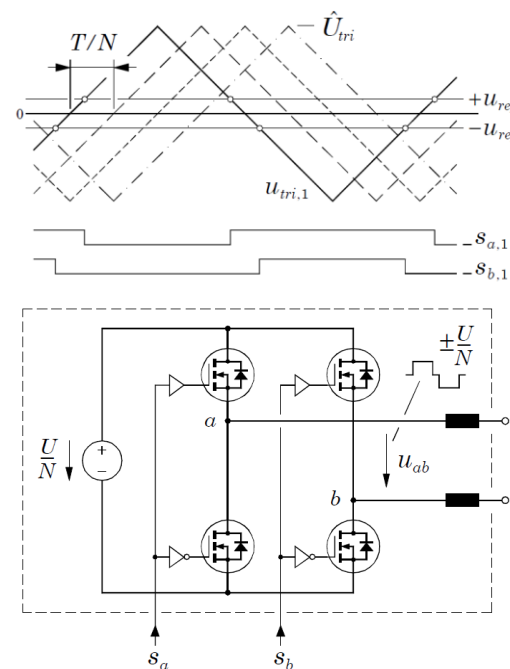 T/N
— Û_tri
0
+u_re
−u_re
u_tri,1
s_a,1
s_b,1
± U/N
a
U/N
+
−
u_ab
b
s_a
s_b